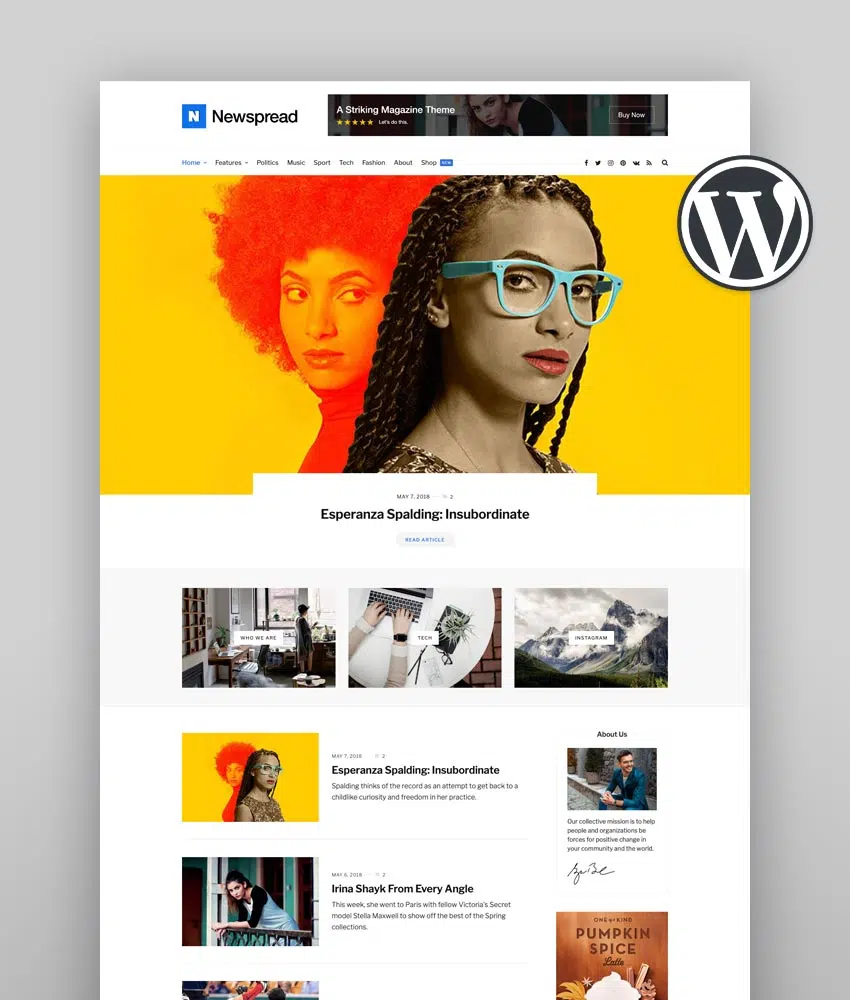 N Newspread
A Striking Magazine Theme
Let's do this.
Buy Now
Home Features Politics Music Sport Tech Fashion About Shop NEW
W
MAY 7, 2018 2
Esperanza Spalding: Insubordinate
READ ARTICLE
WHO WE ARE
TECH
INSTAGRAM
MAY 7, 2018 2
Esperanza Spalding: Insubordinate
Spalding thinks of the record as an attempt to get back to a
childlike curiosity and freedom in her practice.
MAY 6, 2018 2
Irina Shayk From Every Angle
This week, she went to Paris with fellow Victoria's Secret
model Stella Maxwell to show off the best of the Spring
collections.
About Us
Our collective mission is to help
people and organizations be
forces for positive change in
your community and the world.
ONE of KIND
PUMPKIN
SPICE
Latte